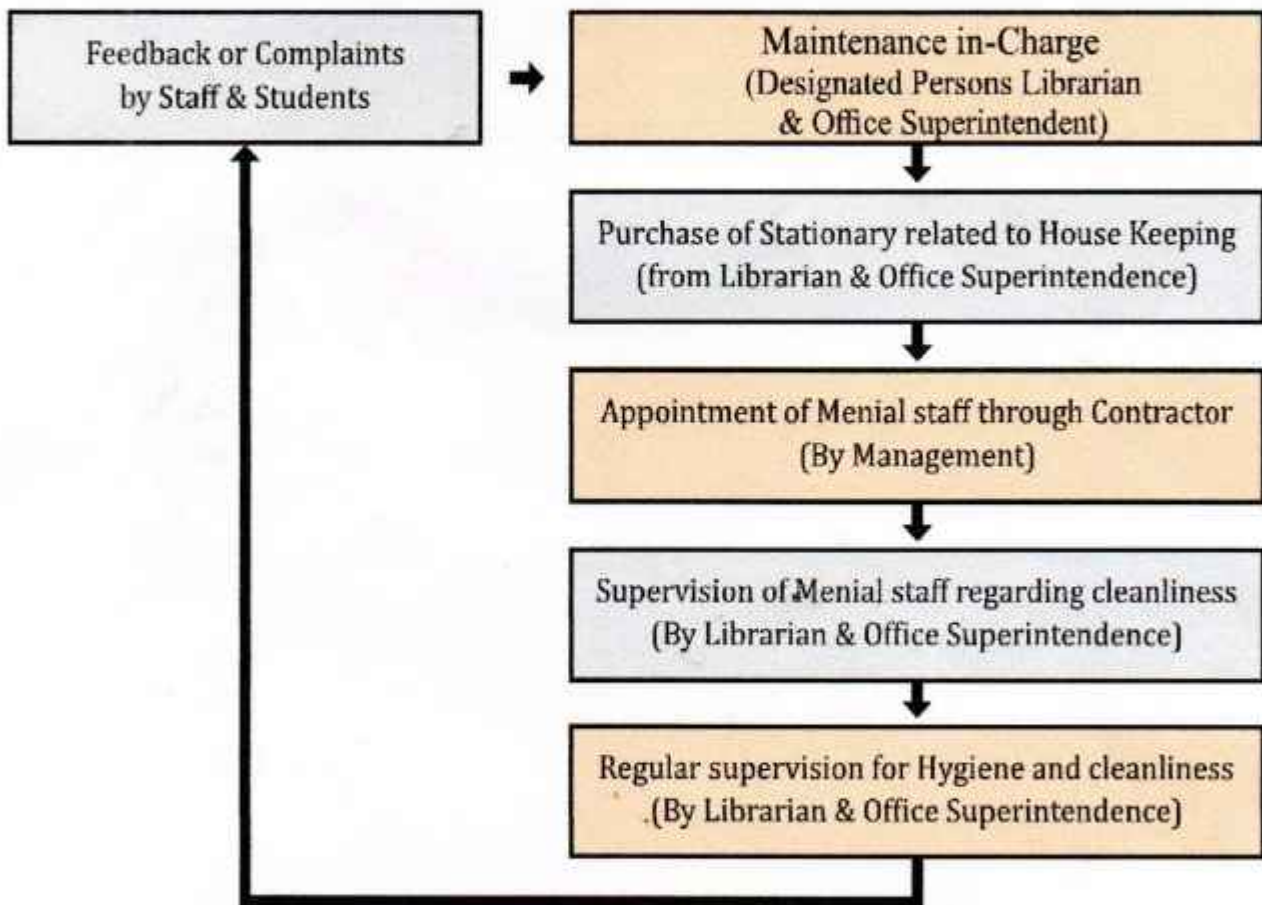 Feedback or Complaints
by Staff & Students
Maintenance in-Charge
(Designated Persons Librarian
& Office Superintendent)
Purchase of Stationary related to House Keeping
(from Librarian & Office Superintendence)
Appointment of Menial staff through Contractor
(By Management)
Supervision of Menial staff regarding cleanliness
(By Librarian & Office Superintendence)
Regular supervision for Hygiene and cleanliness
(By Librarian & Office Superintendence)